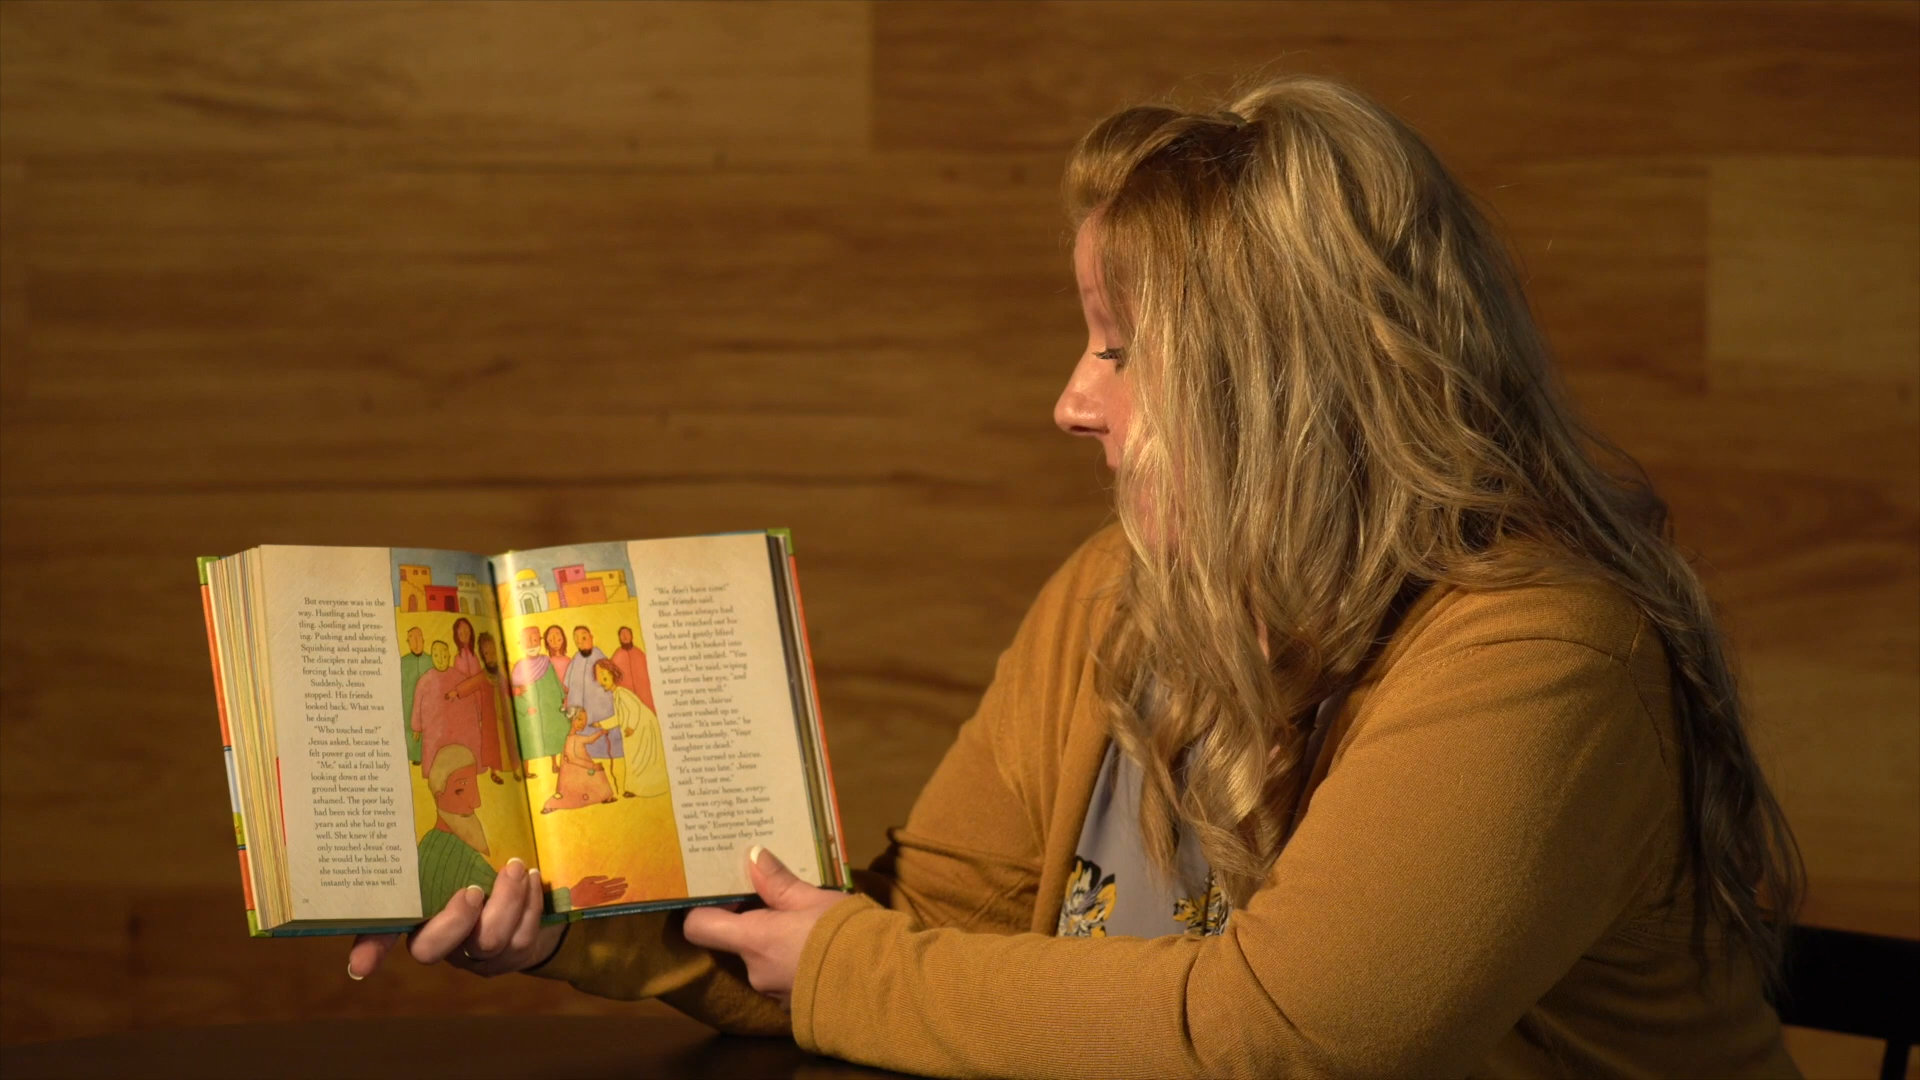 But everyone was in the
way. Hustling and bus-
tling. Jostling and press-
ing. Pushing and shoving.
Squishing and squashing.
The disciples ran ahead,
forcing back the crowd.
Suddenly, Jesus
stopped. His friends
looked back. What was
he doing?
"Who touched me?"
Jesus asked, because he
felt power go out of him.
"Me," said a frail lady
looking down at the
ground because she was
ashamed. The poor lady
had been sick for twelve
years and she had to get
well. She knew if she
only touched Jesus' coat,
she would be healed. So
she touched his coat and
instantly she was well.
"We don't have time!"
Jesus' friends said.
But Jesus always had
time. He reached out his
hands and gently lifted
her head. He looked into
her eyes and smiled. "You
believed," he said, wiping
a tear from her eye, "and
now you are well."
Just then, Jairus'
servant rushed up to
Jairus. "It's too late," he
said breathlessly. "Your
daughter is dead."
Jesus turned to Jairus.
"It's not too late," Jesus
said. "Trust me."
At Jairus' house, every-
one was crying. But Jesus
said, "I'm going to wake
her up." Everyone laughed
at him because they knew
she was dead.